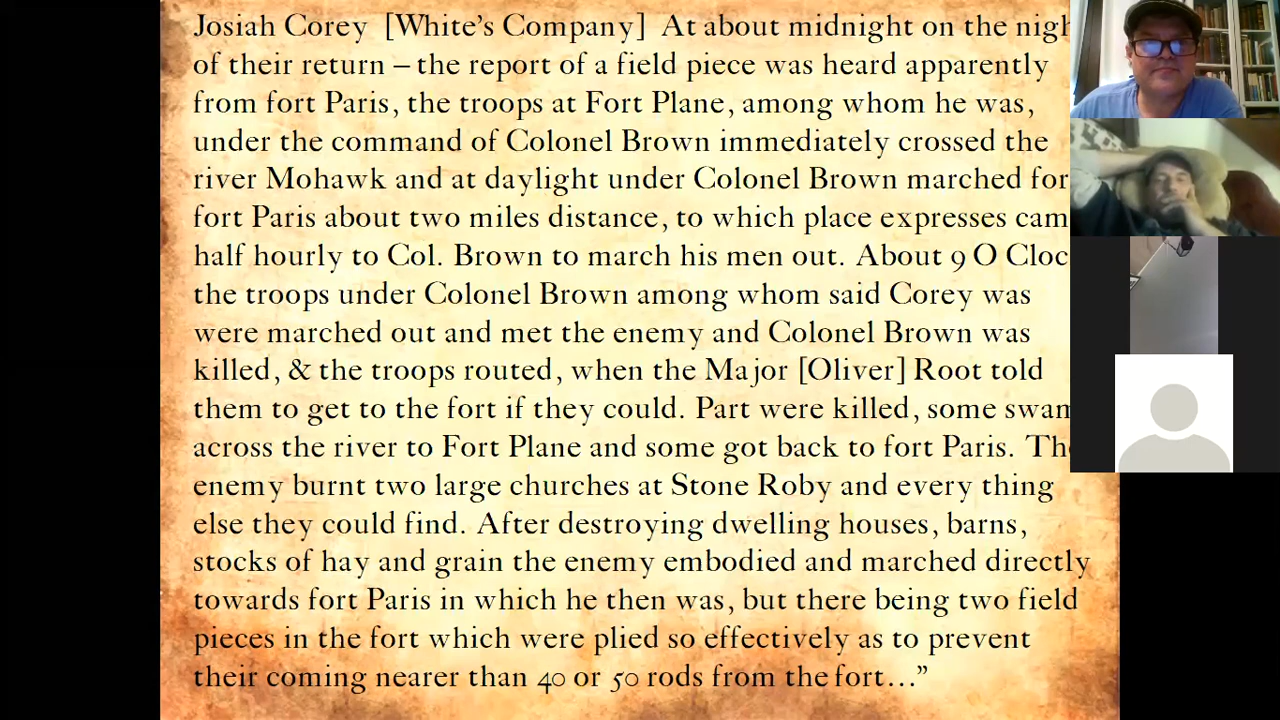 Josiah Corey [White's Company] At about midnight on the
of their return – the report of a field piece was heard apparently
from fort Paris, the troops at Fort Plane, among whom he was,
under the command of Colonel Brown immediately crossed the
river Mohawk and at daylight under Colonel Brown marched for
fort Paris about two miles distance, to which place expresses
half hourly to Col. Brown to march his men out. About 9 O
the troops under Colonel Brown among whom said Corey was
were marched out and met the enemy and Colonel Brown was
killed, & the troops routed, when the Major [Oliver] Root told
them to get to the fort if they could. Part were killed, some
across the river to Fort Plane and some got back to fort Paris.
enemy burnt two large churches at Stone Roby and every thing
else they could find. After destroying dwelling houses, barns,
stocks of hay and grain the enemy embodied and marched directly
towards fort Paris in which he then was, but there being two field
pieces in the fort which were plied so effectively as to prevent
their coming nearer than 40 or 50 rods from the fort…”